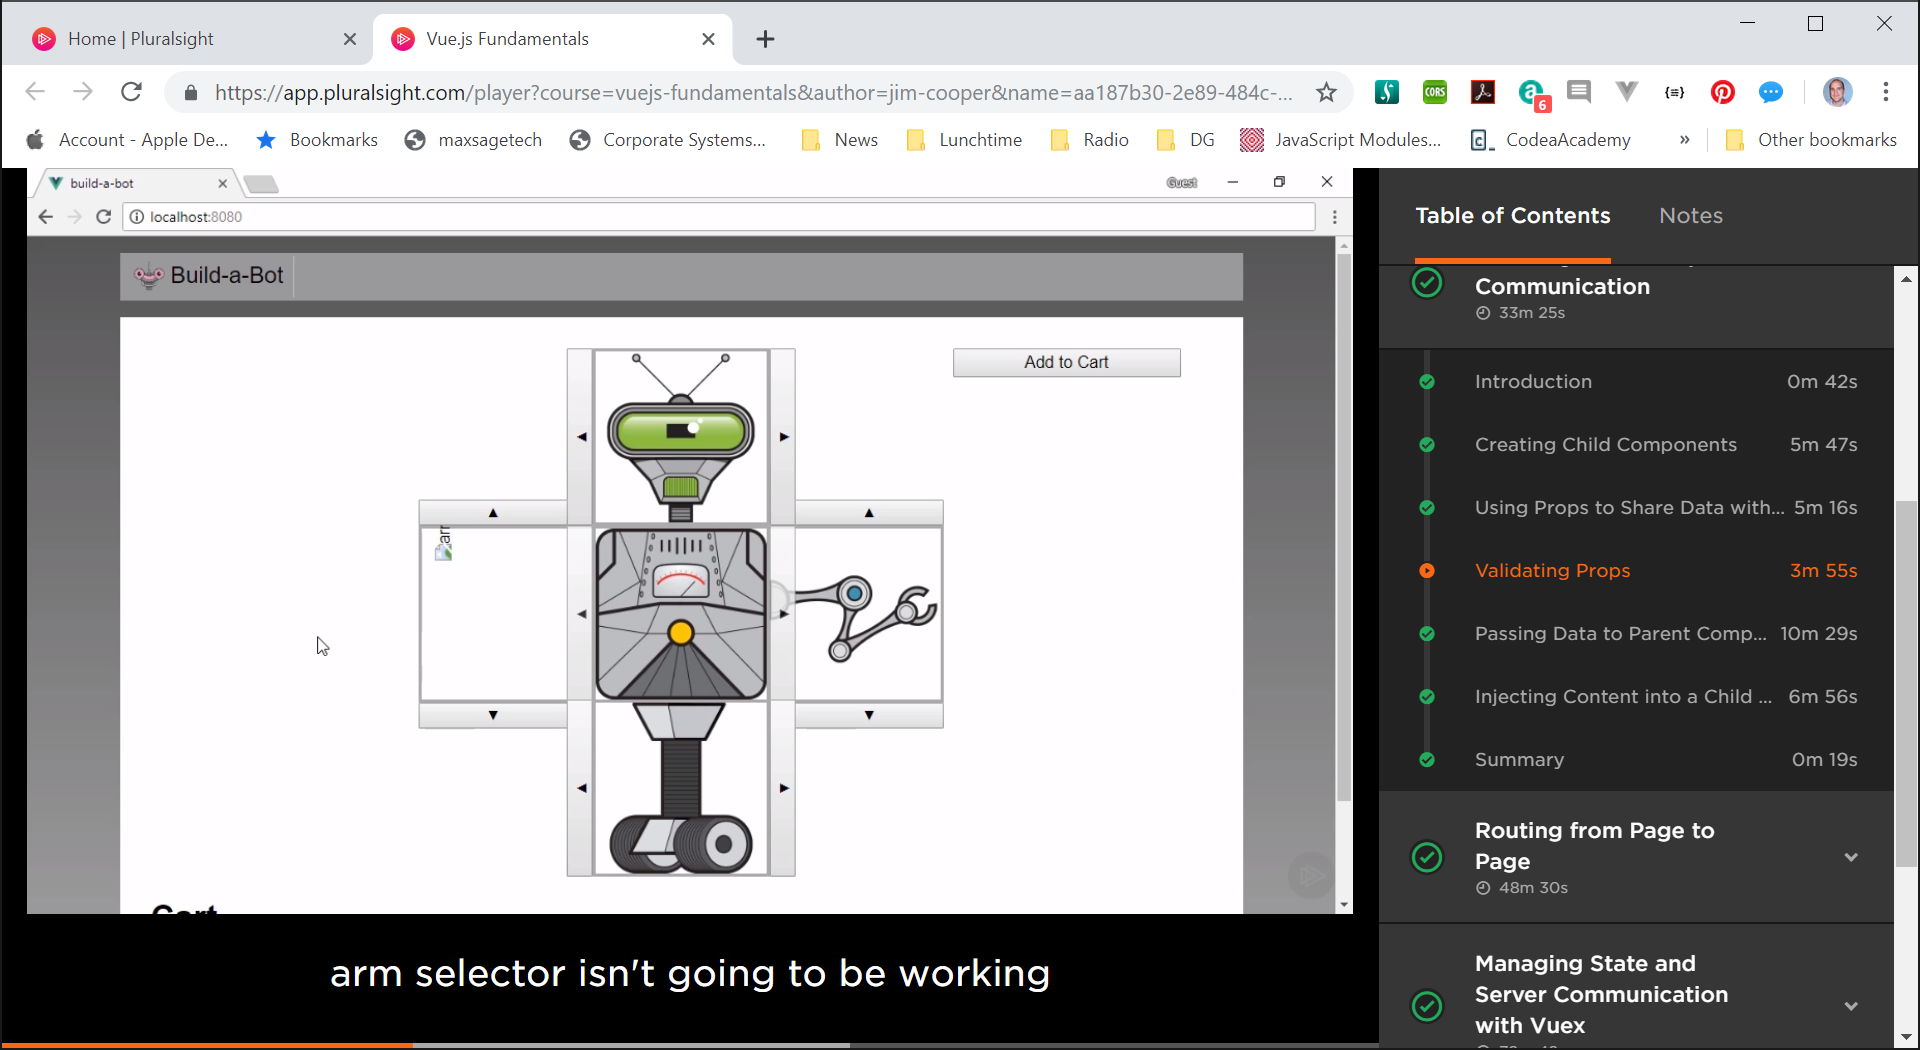 Home | Pluralsight
Vue.js Fundamentals
https://app.pluralsight.com/player?course=vuejs-fundamentals&author=jim-cooper&name=aa187b30-2e89-484c-...
CORS
6
{≡}
Account - Apple De...
Bookmarks
maxsagetech
Corporate Systems...
News
Lunchtime
Radio
DG
JavaScript Modules...
CodeaAcademy
»
Other bookmarks
build-a-bot
Guest
localhost:8080
Build-a-Bot
Add to Cart
arr
arm selector isn't going to be working
Table of Contents
Notes
Communication
33m 25s
Introduction 0m 42s
Creating Child Components 5m 47s
Using Props to Share Data with... 5m 16s
Validating Props 3m 55s
Passing Data to Parent Comp... 10m 29s
Injecting Content into a Child ... 6m 56s
Summary 0m 19s
Routing from Page to
Page
48m 30s
Managing State and
Server Communication
with Vuex